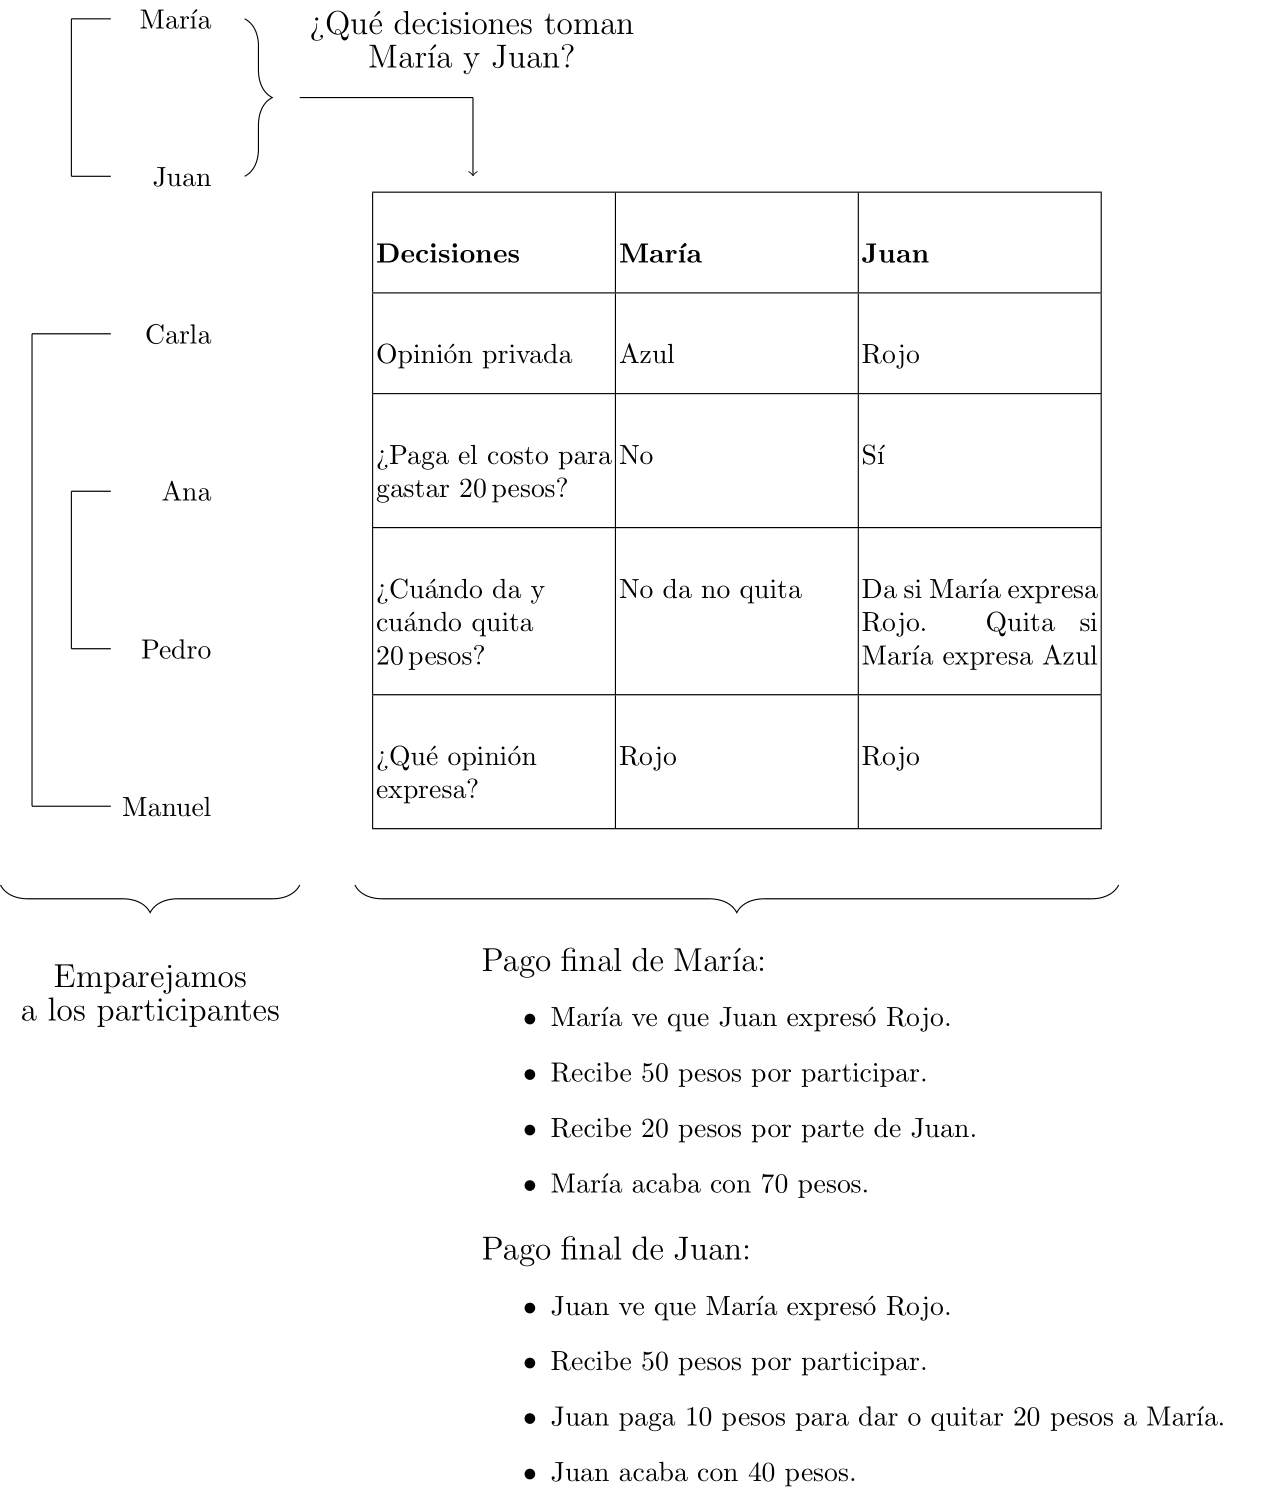 María
Juan
¿Qué decisiones toman
María y Juan?
Carla
Ana
Pedro
Manuel
Decisiones María Juan
Opinión privada Azul Rojo
¿Paga el costo para No Sí
gastar 20 pesos?
¿Cuándo da y No da no quita Da si María expresa
cuándo quita Rojo. Quita si
20 pesos? María expresa Azul
¿Qué opinión Rojo Rojo
expresa?
Emparejamos
a los participantes
Pago final de María:
• María ve que Juan expresó Rojo.
• Recibe 50 pesos por participar.
• Recibe 20 pesos por parte de Juan.
• María acaba con 70 pesos.
Pago final de Juan:
• Juan ve que María expresó Rojo.
• Recibe 50 pesos por participar.
• Juan paga 10 pesos para dar o quitar 20 pesos a María.
• Juan acaba con 40 pesos.